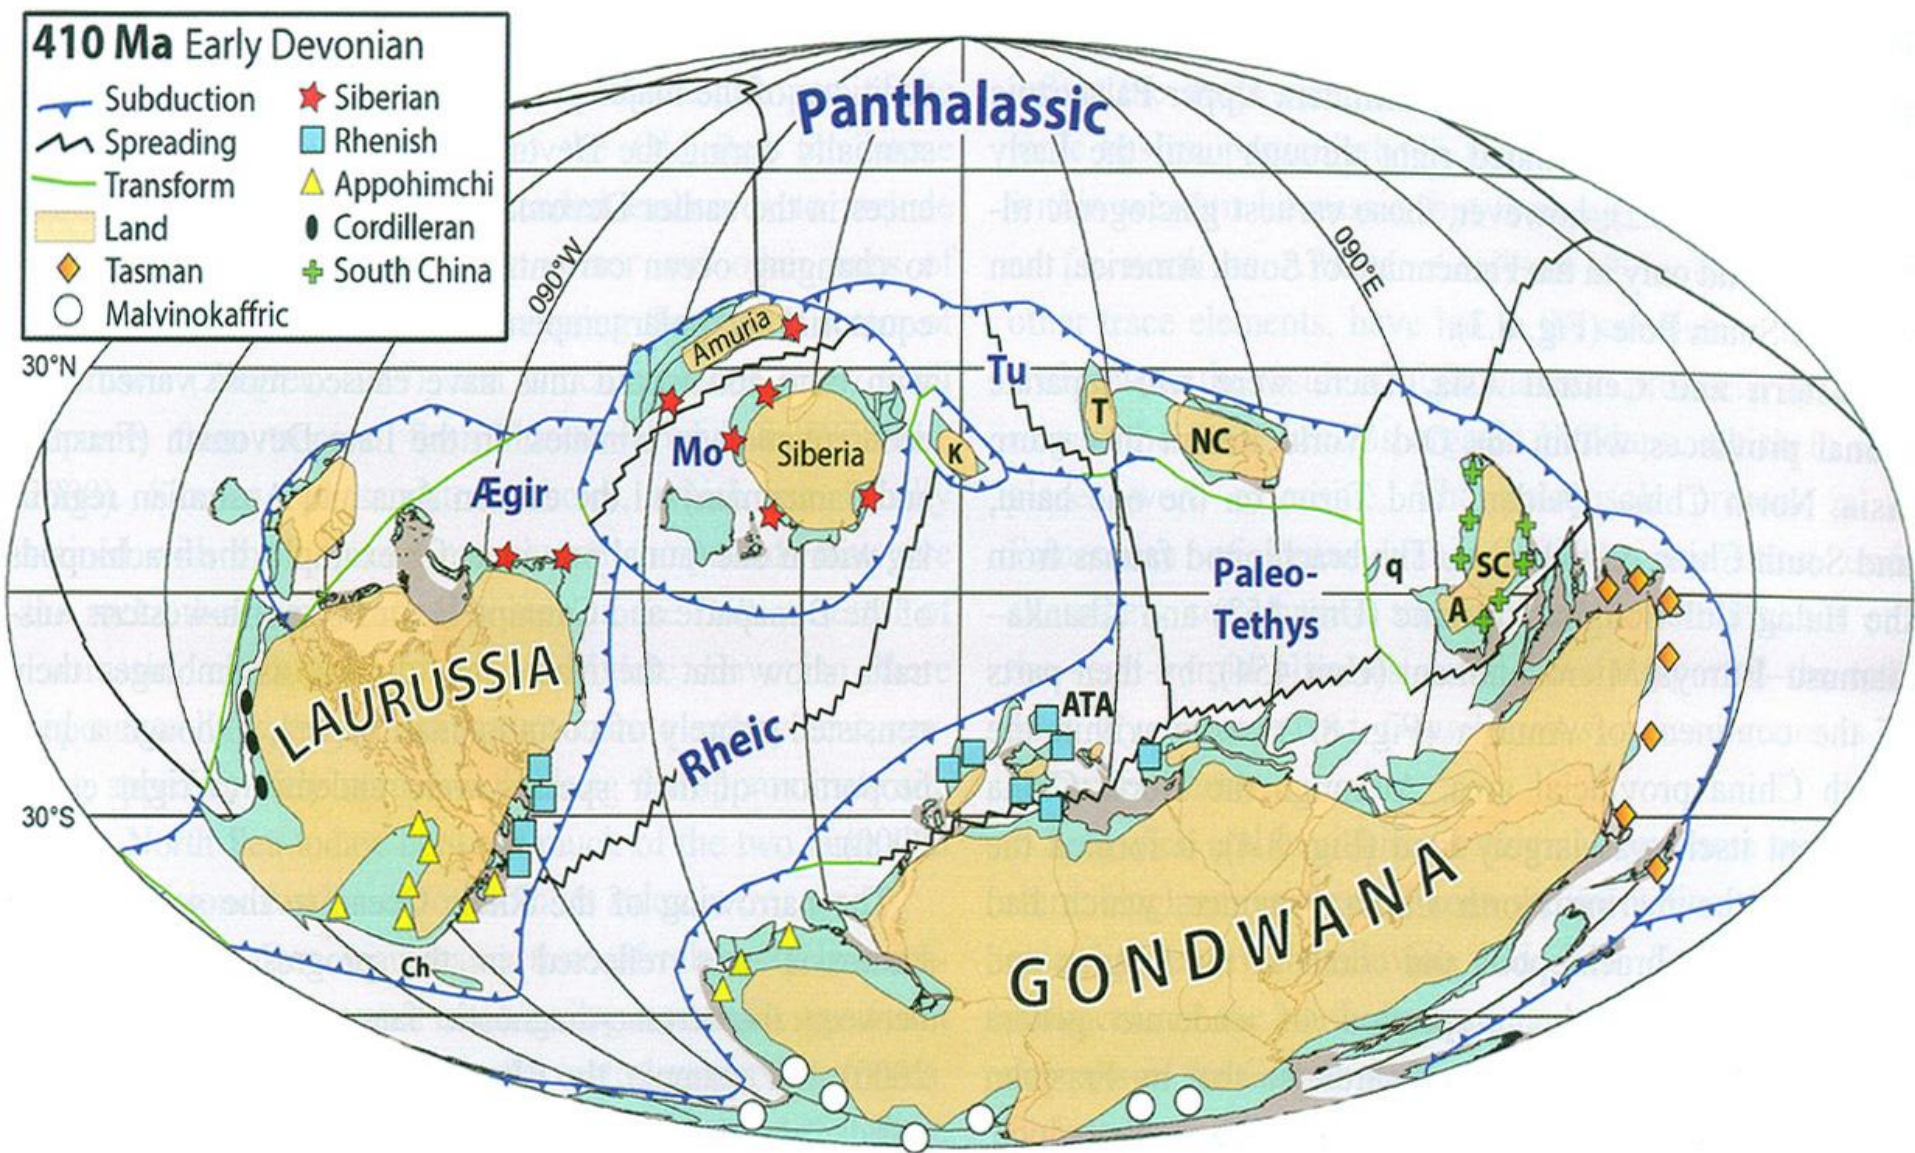 410 Ma Early Devonian
Subduction
Siberian
Spreading
Rhenish
Transform
Appohimchi
Land
Cordilleran
Tasman
South China
Malvinokaffric
Panthalassic
090°W
090°E
30°N
Amuria
Tu
T
NC
Mo
Siberia
K
Ægir
SC
q
Paleo-
Tethys
A
LAURUSSIA
ATA
Rheic
30°S
GONDWANA
Ch